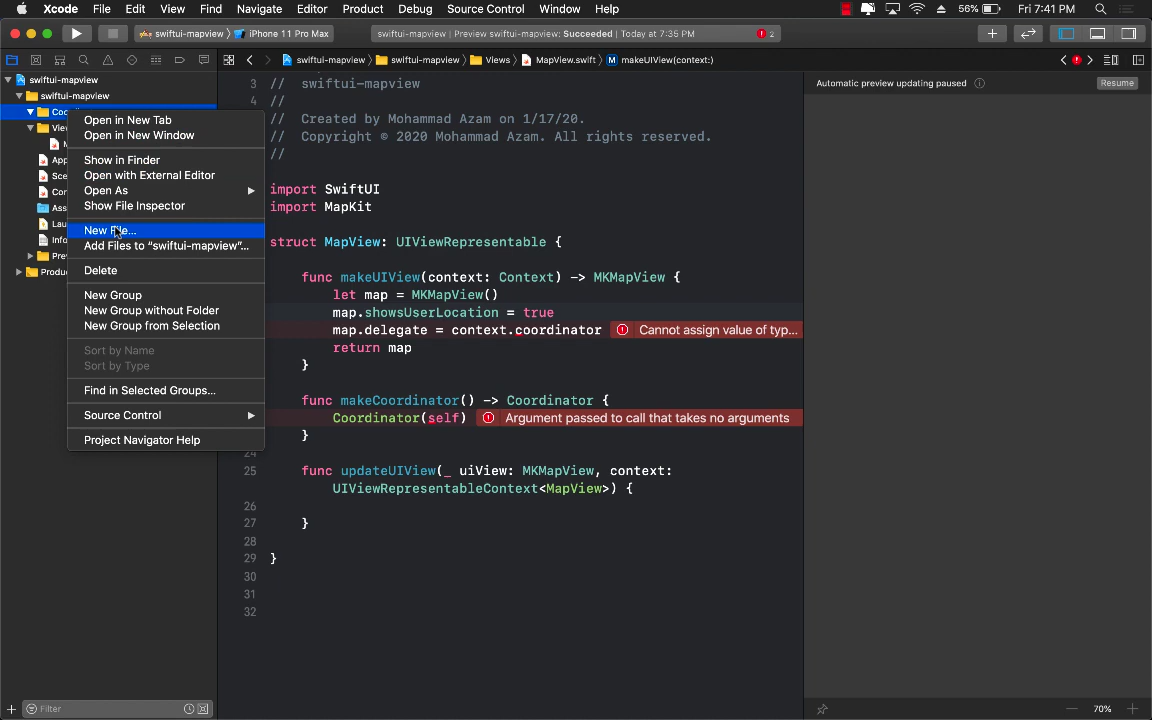 Xcode File Edit View Find Navigate Editor Product Debug Source Control Window Help 56% Fri 7:41 PM
swiftui-mapview iPhone 11 Pro Max swiftui-mapview | Preview swiftui-mapview: Succeeded | Today at 7:35 PM 2
swiftui-mapview swiftui-mapview Views MapView.swift M makeUIView(context:)
swiftui-mapview
swiftui-mapview
Open in New Tab
Open in New Window
Show in Finder
Open with External Editor
Open As
Show File Inspector
New File...
Add Files to “swiftui-mapview”...
Delete
New Group
New Group without Folder
New Group from Selection
Sort by Name
Sort by Type
Find in Selected Groups...
Source Control
Project Navigator Help
Filter
3 // swiftui-mapview
4 //
// Created by Mohammad Azam on 1/17/20.
// Copyright © 2020 Mohammad Azam. All rights reserved.
//
import SwiftUI
import MapKit
struct MapView: UIViewRepresentable {
func makeUIView(context: Context) -> MKMapView {
let map = MKMapView()
map.showsUserLocation = true
map.delegate = context.coordinator Cannot assign value of typ...
return map
}
func makeCoordinator() -> Coordinator {
Coordinator(self) Argument passed to call that takes no arguments
}
24
25 func updateUIView(_ uiView: MKMapView, context:
UIViewRepresentableContext<MapView>) {
26
27 }
28
29 }
30
31
32
Automatic preview updating paused Resume
70%